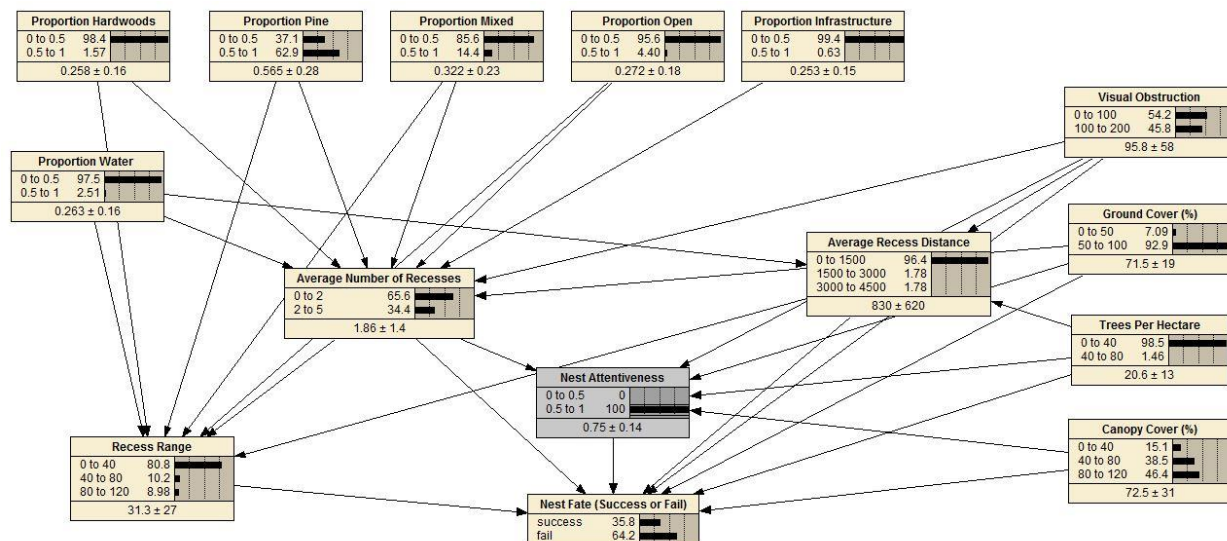 Proportion Hardwoods
0 to 0.5 98.4
0.5 to 1 1.57
0.258 ± 0.16
Proportion Pine
0 to 0.5 37.1
0.5 to 1 62.9
0.565 ± 0.28
Proportion Mixed
0 to 0.5 85.6
0.5 to 1 14.4
0.322 ± 0.23
Proportion Open
0 to 0.5 95.6
0.5 to 1 4.40
0.272 ± 0.18
Proportion Infrastructure
0 to 0.5 99.4
0.5 to 1 0.63
0.253 ± 0.15
Visual Obstruction
0 to 100 54.2
100 to 200 45.8
95.8 ± 58
Proportion Water
0 to 0.5 97.5
0.5 to 1 2.51
0.263 ± 0.16
Ground Cover (%)
0 to 50 7.09
50 to 100 92.9
71.5 ± 19
Average Recess Distance
0 to 1500 96.4
1500 to 3000 1.78
3000 to 4500 1.78
830 ± 620
Average Number of Recesses
0 to 2 65.6
2 to 5 34.4
1.86 ± 1.4
Trees Per Hectare
0 to 40 98.5
40 to 80 1.46
20.6 ± 13
Nest Attentiveness
0 to 0.5 0
0.5 to 1 100
0.75 ± 0.14
Canopy Cover (%)
0 to 40 15.1
40 to 80 38.5
80 to 120 46.4
72.5 ± 31
Recess Range
0 to 40 80.8
40 to 80 10.2
80 to 120 8.98
31.3 ± 27
Nest Fate (Success or Fail)
success 35.8
fail 64.2